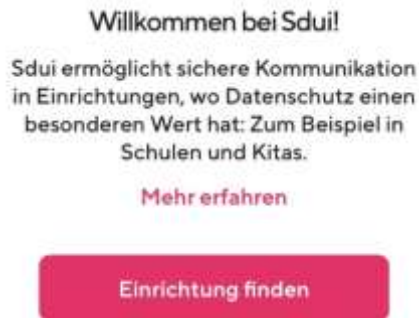 Willkommen bei Sdui!
Sdui ermöglicht sichere Kommunikation
in Einrichtungen, wo Datenschutz einen
besonderen Wert hat: Zum Beispiel in
Schulen und Kitas.
Mehr erfahren
Einrichtung finden